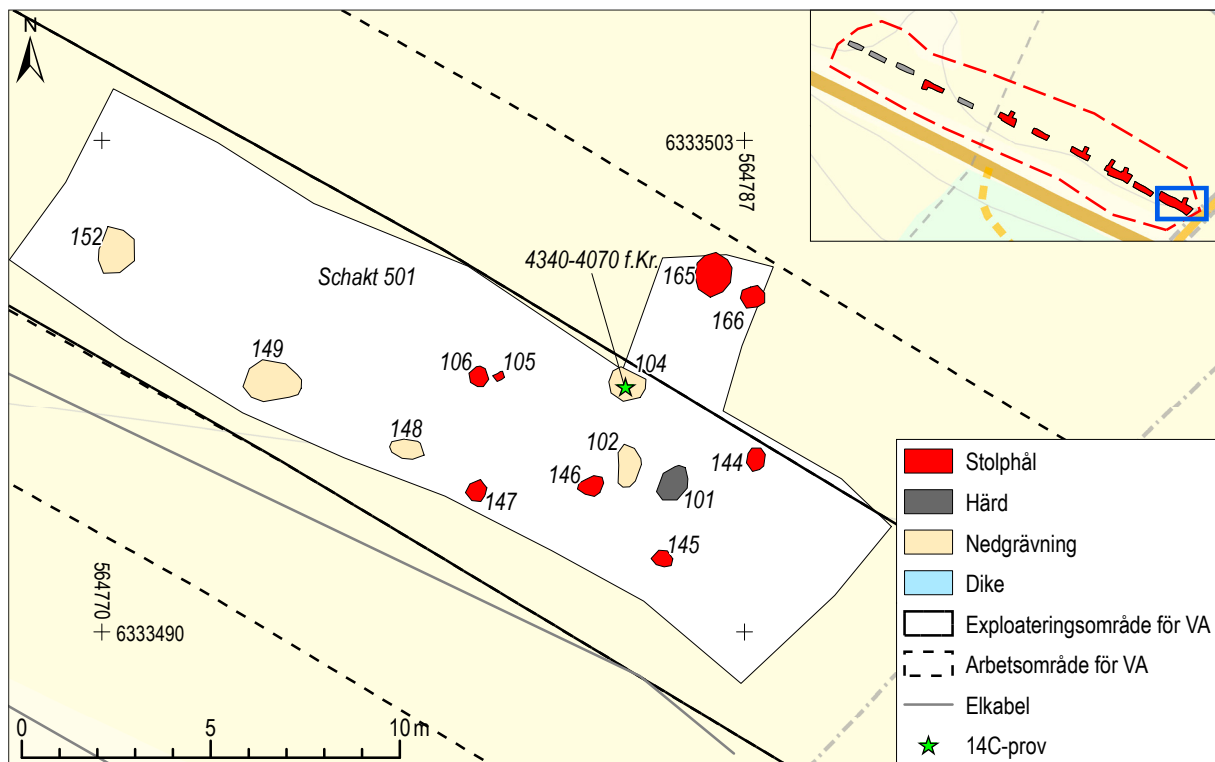 N
6333503
564787
152
Schakt 501
4340-4070 f.Kr.
165
166
149
106
105
104
148
102
144
146
147
101
145
564770
6333490
0
5
10 m
Stolphål
Härd
Nedgrävning
Dike
Exploateringsområde för VA
Arbetsområde för VA
Elkabel
14C-prov